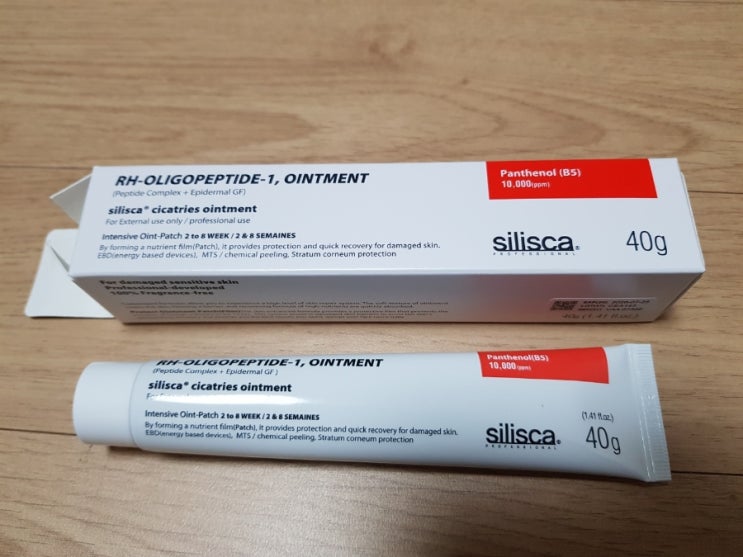 RH-OLIGOPEPTIDE-1, OINTMENT
(Peptide Complex + Epidermal GF)
silisca® cicatries ointment
For External use only / professional use
Intensive Oint-Patch 2 to 8 WEEK / 2 & 8 SEMAINES
By forming a nutrient film(Patch), it provides protection and quick recovery for damaged skin.
EBD(energy based devices), MTS / chemical peeling, Stratum corneum protection
Panthenol (B5)
10,000(ppm)
silisca®
PROFESSIONAL
40g
For damaged sensitive skin
Professional-developed
100% Fragrance-free
40g (1.41 fl.oz.)
RH-OLIGOPEPTIDE-1, OINTMENT
(Peptide Complex + Epidermal GF )
silisca® cicatries ointment
Intensive Oint-Patch 2 to 8 WEEK / 2 & 8 SEMAINES
By forming a nutrient film(Patch), it provides protection and quick recovery for damaged skin.
EBD(energy based devices), MTS / chemical peeling, Stratum corneum protection
Panthenol(B5)
10,000(ppm)
silisca®
PROFESSIONAL
(1.41 fl.oz.)
40g